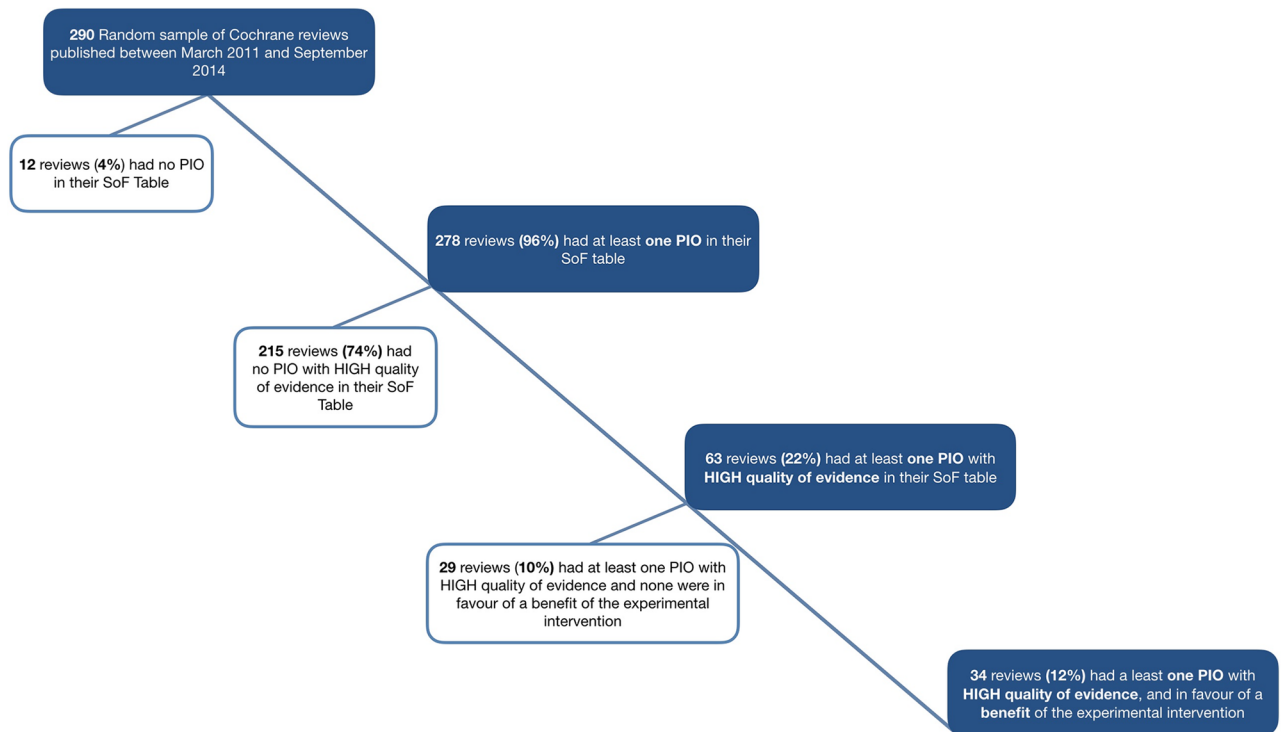 290 Random sample of Cochrane reviews
published between March 2011 and September
2014
12 reviews (4%) had no PIO
in their SoF Table
278 reviews (96%) had at least one PIO in their
SoF table
215 reviews (74%) had
no PIO with HIGH quality
of evidence in their SoF
Table
63 reviews (22%) had at least one PIO with
HIGH quality of evidence in their SoF table
29 reviews (10%) had at least one PIO with
HIGH quality of evidence and none were in
favour of a benefit of the experimental
intervention
34 reviews (12%) had a least one PIO with
HIGH quality of evidence, and in favour of a
benefit of the experimental intervention